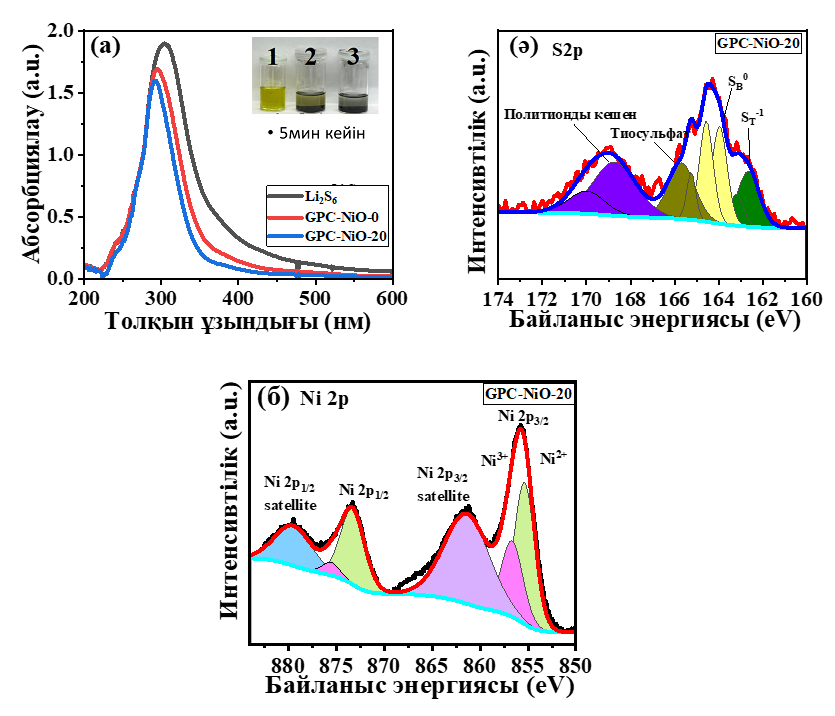 (а)
1 2 3
• 5мин кейін
Li2S6
GPC-NiO-0
GPC-NiO-20
Абсорбциялау (a.u.)
0.0
0.5
1.0
1.5
2.0
200 300 400 500 600
Толқын ұзындығы (нм)
(ә) S2p
GPC-NiO-20
SB0
Политионды кешен
Тиосульфат
ST-1
Интенсивтілік (a.u.)
174 172 170 168 166 164 162 160
Байланыс энергиясы (eV)
(б) Ni 2p
GPC-NiO-20
Ni 2p3/2
Ni3+
Ni2+
Ni 2p3/2
satellite
Ni 2p1/2
satellite
Ni 2p1/2
Интенсивтілік (a.u.)
880 875 870 865 860 855 850
Байланыс энергиясы (eV)